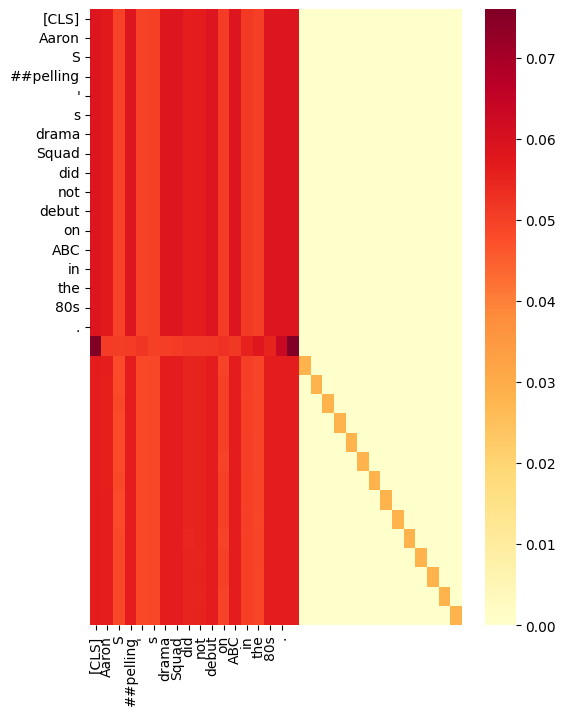 [CLS]
Aaron
S
##pelling
'
s
drama
Squad
did
not
debut
on
ABC
in
the
80s
.
0.07
0.06
0.05
0.04
0.03
0.02
0.01
0.00
[CLS]
Aaron
S
##pelling
'
s
drama
Squad
did
not
debut
on
ABC
in
the
80s
.